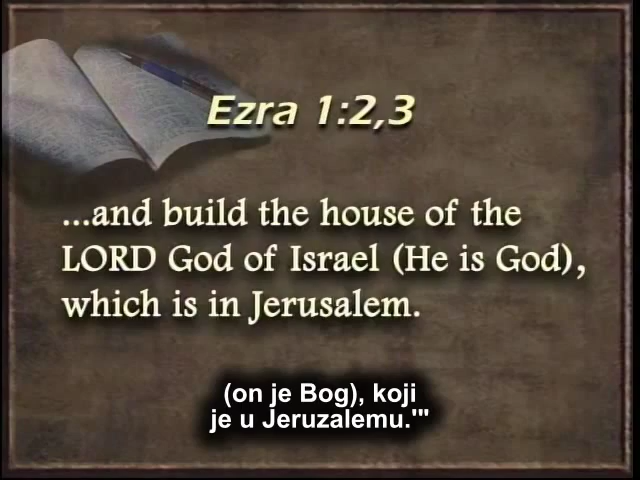 Ezra 1:2,3
...and build the house of the
LORD God of Israel (He is God),
which is in Jerusalem.
(on je Bog), koji
je u Jeruzalemu.'"